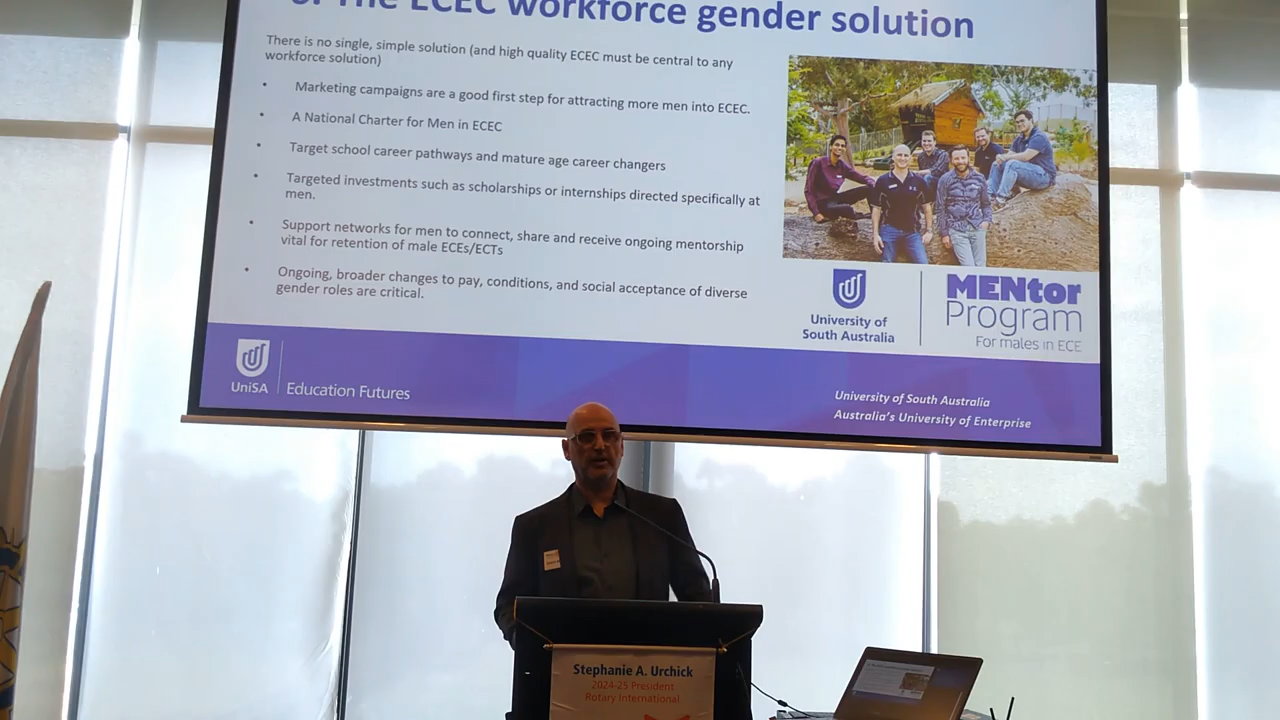 The ECEC workforce gender solution
There is no single, simple solution (and high quality ECEC must be central to any
workforce solution)
• Marketing campaigns are a good first step for attracting more men into ECEC.
• A National Charter for Men in ECEC
• Target school career pathways and mature age career changers
• Targeted investments such as scholarships or internships directed specifically at
men.
• Support networks for men to connect, share and receive ongoing mentorship
vital for retention of male ECEs/ECTs
• Ongoing, broader changes to pay, conditions, and social acceptance of diverse
gender roles are critical.
University of
South Australia
MENtor
Program
For males in ECE
UniSA
Education Futures
University of South Australia
Australia's University of Enterprise
Stephanie A. Urchick
2024-25 President
Rotary International